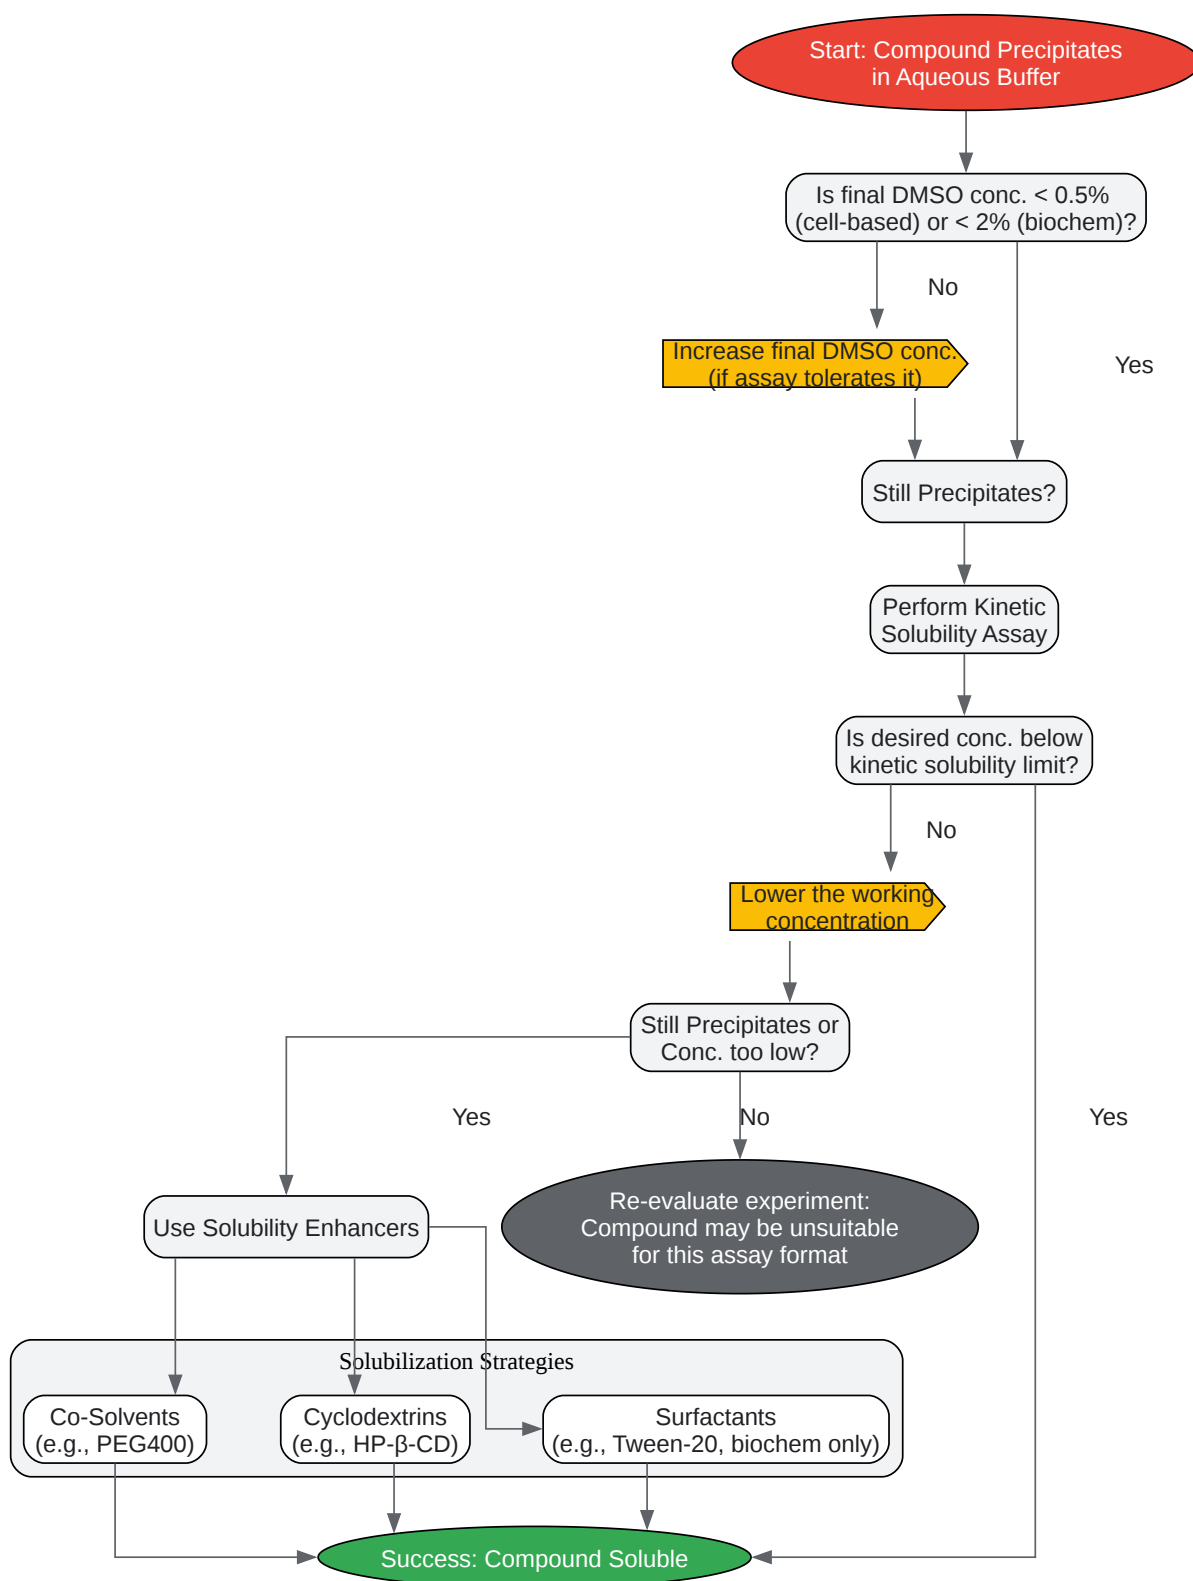 Start: Compound Precipitates
in Aqueous Buffer
Is final DMSO conc. < 0.5%
(cell-based) or < 2% (biochem)?
No
Increase final DMSO conc.
(if assay tolerates it)
Yes
Still Precipitates?
Perform Kinetic
Solubility Assay
Is desired conc. below
kinetic solubility limit?
No
Lower the working
concentration
Still Precipitates or
Conc. too low?
Yes
No
Yes
Re-evaluate experiment:
Compound may be unsuitable
for this assay format
Use Solubility Enhancers
Solubilization Strategies
Co-Solvents
(e.g., PEG400)
Cyclodextrins
(e.g., HP-β-CD)
Surfactants
(e.g., Tween-20, biochem only)
Success: Compound Soluble